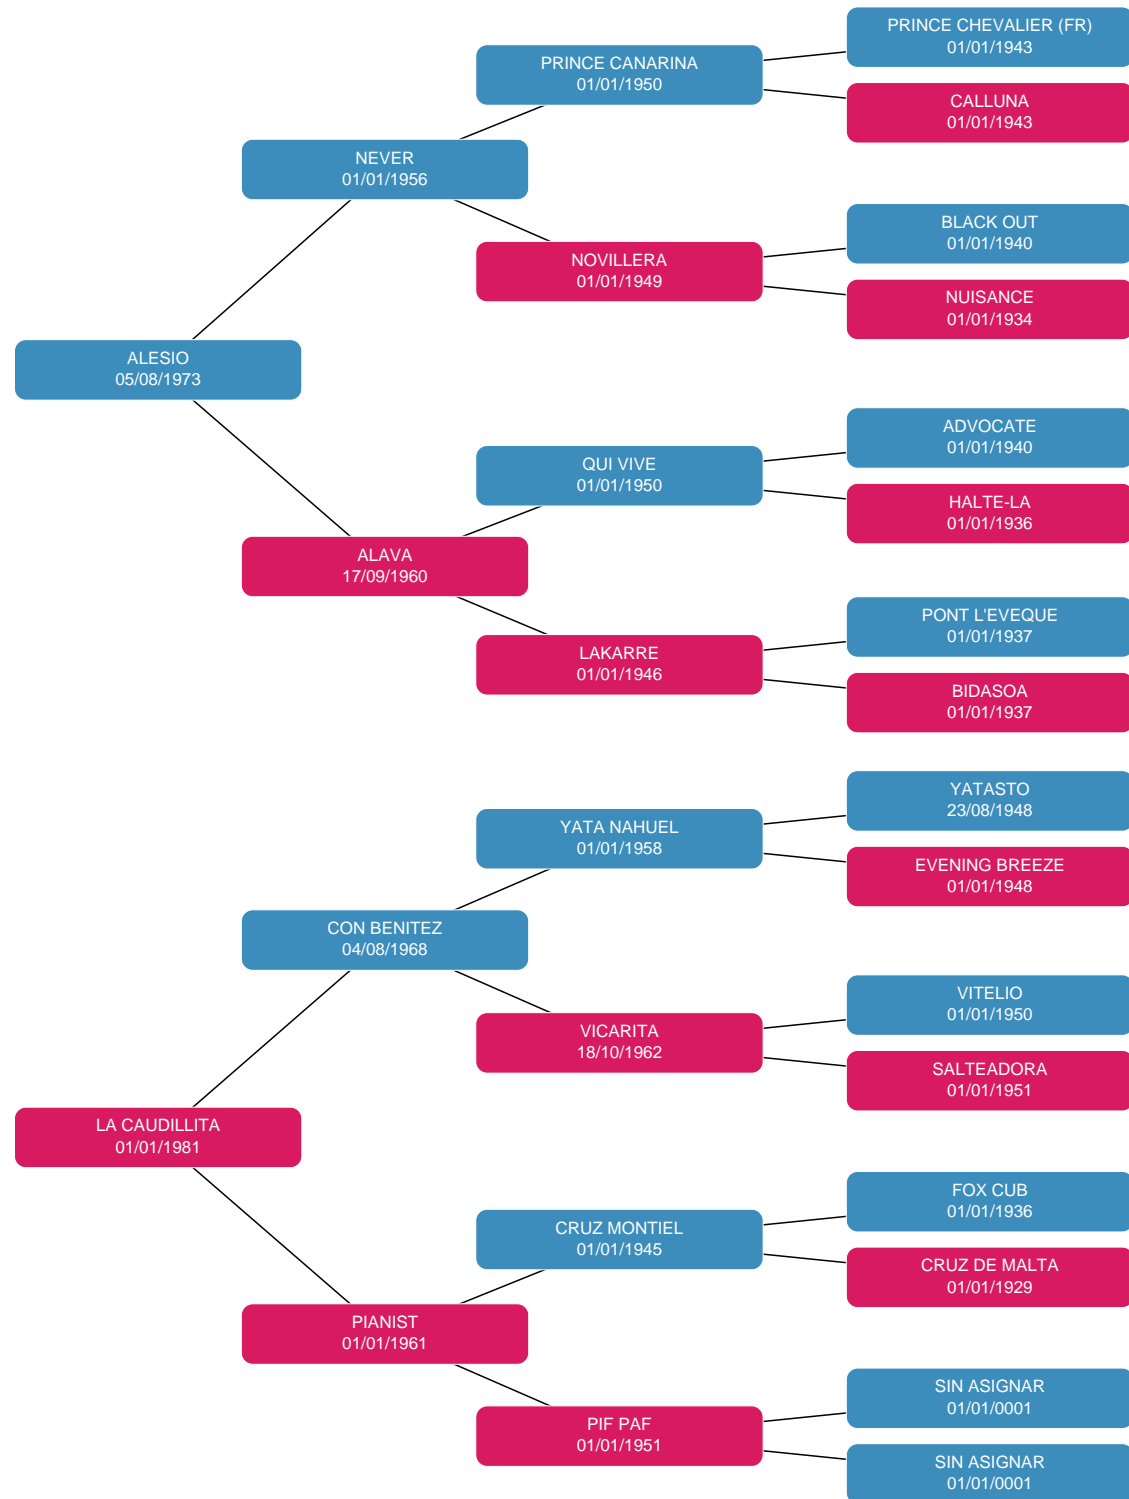 PRINCE CHEVALIER (FR)
01/01/1943
PRINCE CANARINA
01/01/1950
CALLUNA
01/01/1943
NEVER
01/01/1956
BLACK OUT
01/01/1940
NOVILLERA
01/01/1949
NUISANCE
01/01/1934
ALESIO
05/08/1973
ADVOCATE
01/01/1940
QUI VIVE
01/01/1950
HALTE-LA
01/01/1936
ALAVA
17/09/1960
PONT L'EVEQUE
01/01/1937
LAKARRE
01/01/1946
BIDASOA
01/01/1937
YATASTO
23/08/1948
YATA NAHUEL
01/01/1958
EVENING BREEZE
01/01/1948
CON BENITEZ
04/08/1968
VITELIO
01/01/1950
VICARITA
18/10/1962
SALTEADORA
01/01/1951
LA CAUDILLITA
01/01/1981
FOX CUB
01/01/1936
CRUZ MONTIEL
01/01/1945
CRUZ DE MALTA
01/01/1929
PIANIST
01/01/1961
SIN ASIGNAR
01/01/0001
PIF PAF
01/01/1951
SIN ASIGNAR
01/01/0001